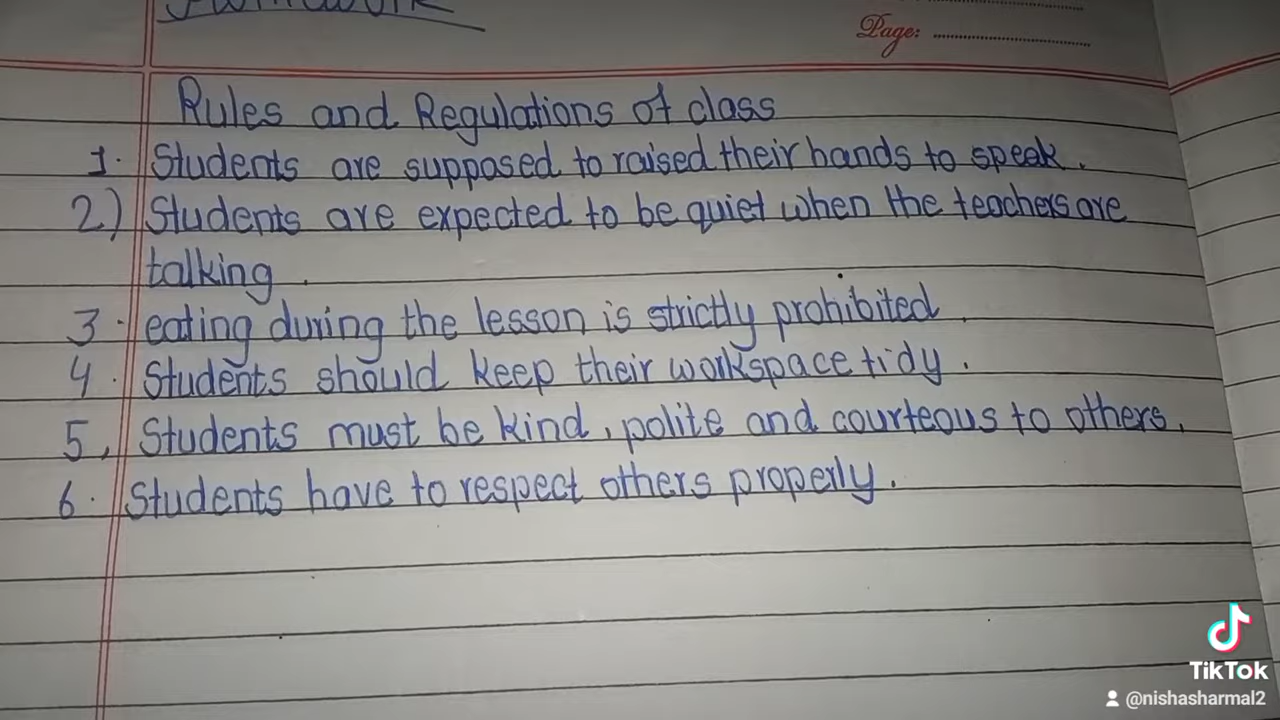 Page:
Rules and Regulations of class
1. Students are supposed to raised their hands to speak.
2) Students are expected to be quiet when the teachers are
talking.
3. eating during the lesson is strictly prohibited.
4. Students should keep their workspace tidy.
5, Students must be kind, polite and courteous to others.
6. Students have to respect others properly.
TikTok
@nishasharmal2